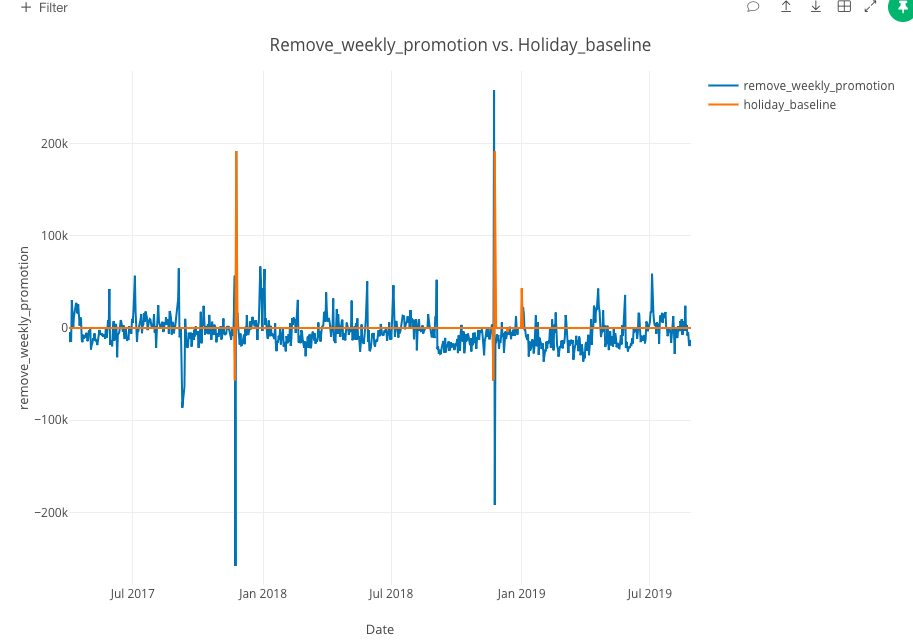 + Filter
Remove_weekly_promotion vs. Holiday_baseline
remove_weekly_promotion
holiday_baseline
200k
100k
0
−100k
−200k
remove_weekly_promotion
Jul 2017
Jan 2018
Jul 2018
Jan 2019
Jul 2019
Date